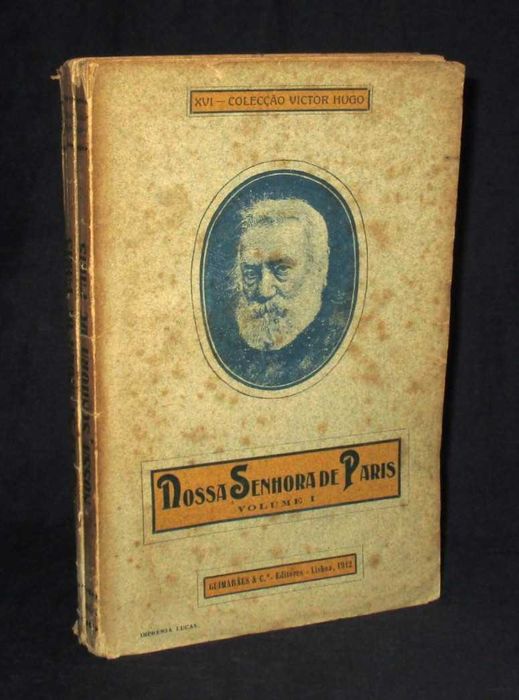 XVI — COLECÇÃO VICTOR HUGO
NOSSA SENHORA DE PARIS
VOLUME I
GUIMARÃES & C.ª - Editores - Lisboa, 1912
IMPRENSA LUCAS